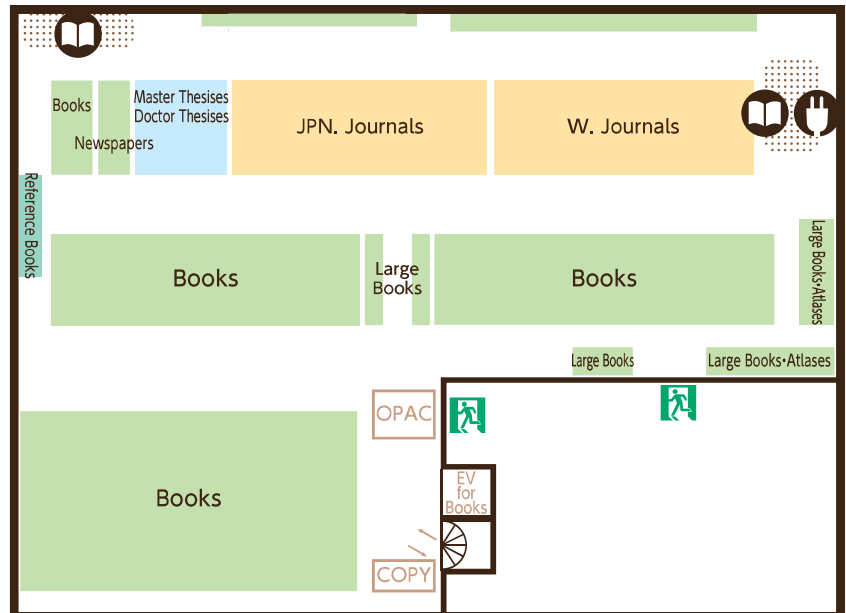 Books
Newspapers
Master Thesises
Doctor Thesises
JPN. Journals
W. Journals
Reference Books
Books
Large
Books
Books
Large Books•Atlases
Large Books
Large Books•Atlases
OPAC
EV
for
Books
Books
COPY